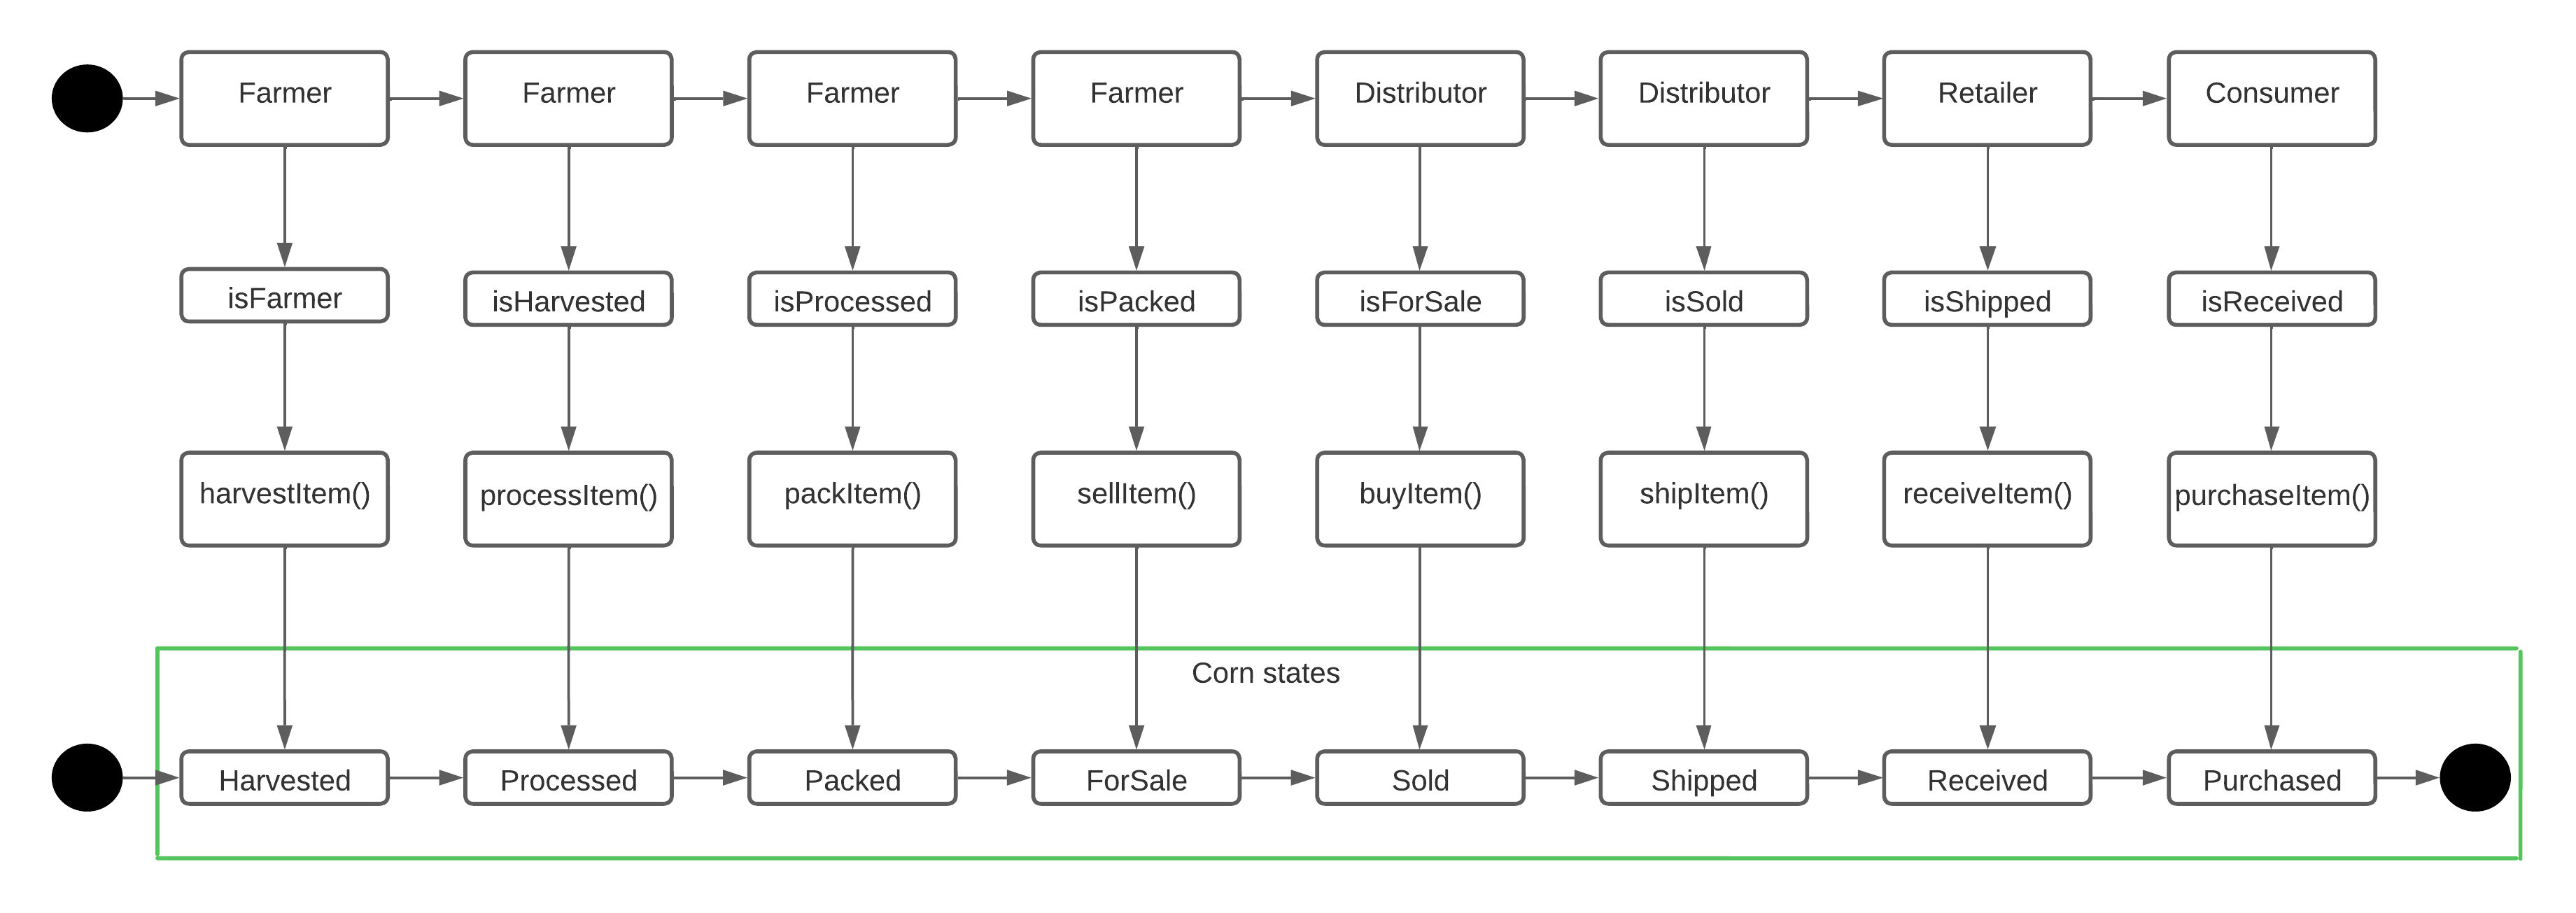 Farmer
Farmer
Farmer
Farmer
Distributor
Distributor
Retailer
Consumer
isFarmer
isHarvested
isProcessed
isPacked
isForSale
isSold
isShipped
isReceived
harvestItem()
processItem()
packItem()
sellItem()
buyItem()
shipItem()
receiveItem()
purchaseItem()
Corn states
Harvested
Processed
Packed
ForSale
Sold
Shipped
Received
Purchased